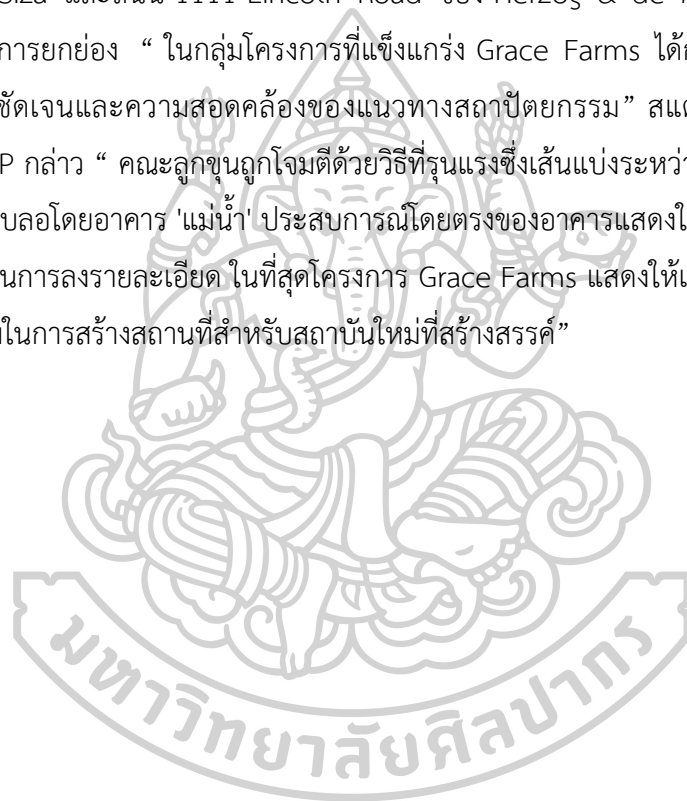 และถนน 1111 Lincoln Road ของ Herzog & de
การยกย่อง “ ในกลุ่มโครงการที่แข็งแกร่ง Grace Farms
ชัดเจนและความสอดคล้องของแนวทางสถาปัตยกรรม”
P กล่าว “ คณะลูกขุนถูกโจมตีด้วยวิธีที่รุนแรงซึ่งเส้นแบ่งระหว่า
บลอโดยอาคาร 'แม่น้ำ' ประสบการณ์โดยตรงของอาคารแสดงใ
นการลงรายละเอียด ในที่สุดโครงการ Grace Farms แสดงให้เ
ในการสร้างสถานที่สำหรับสถาบันใหม่ที่สร้างสรรค์”
มหาวิทยาลัยศิลปากร